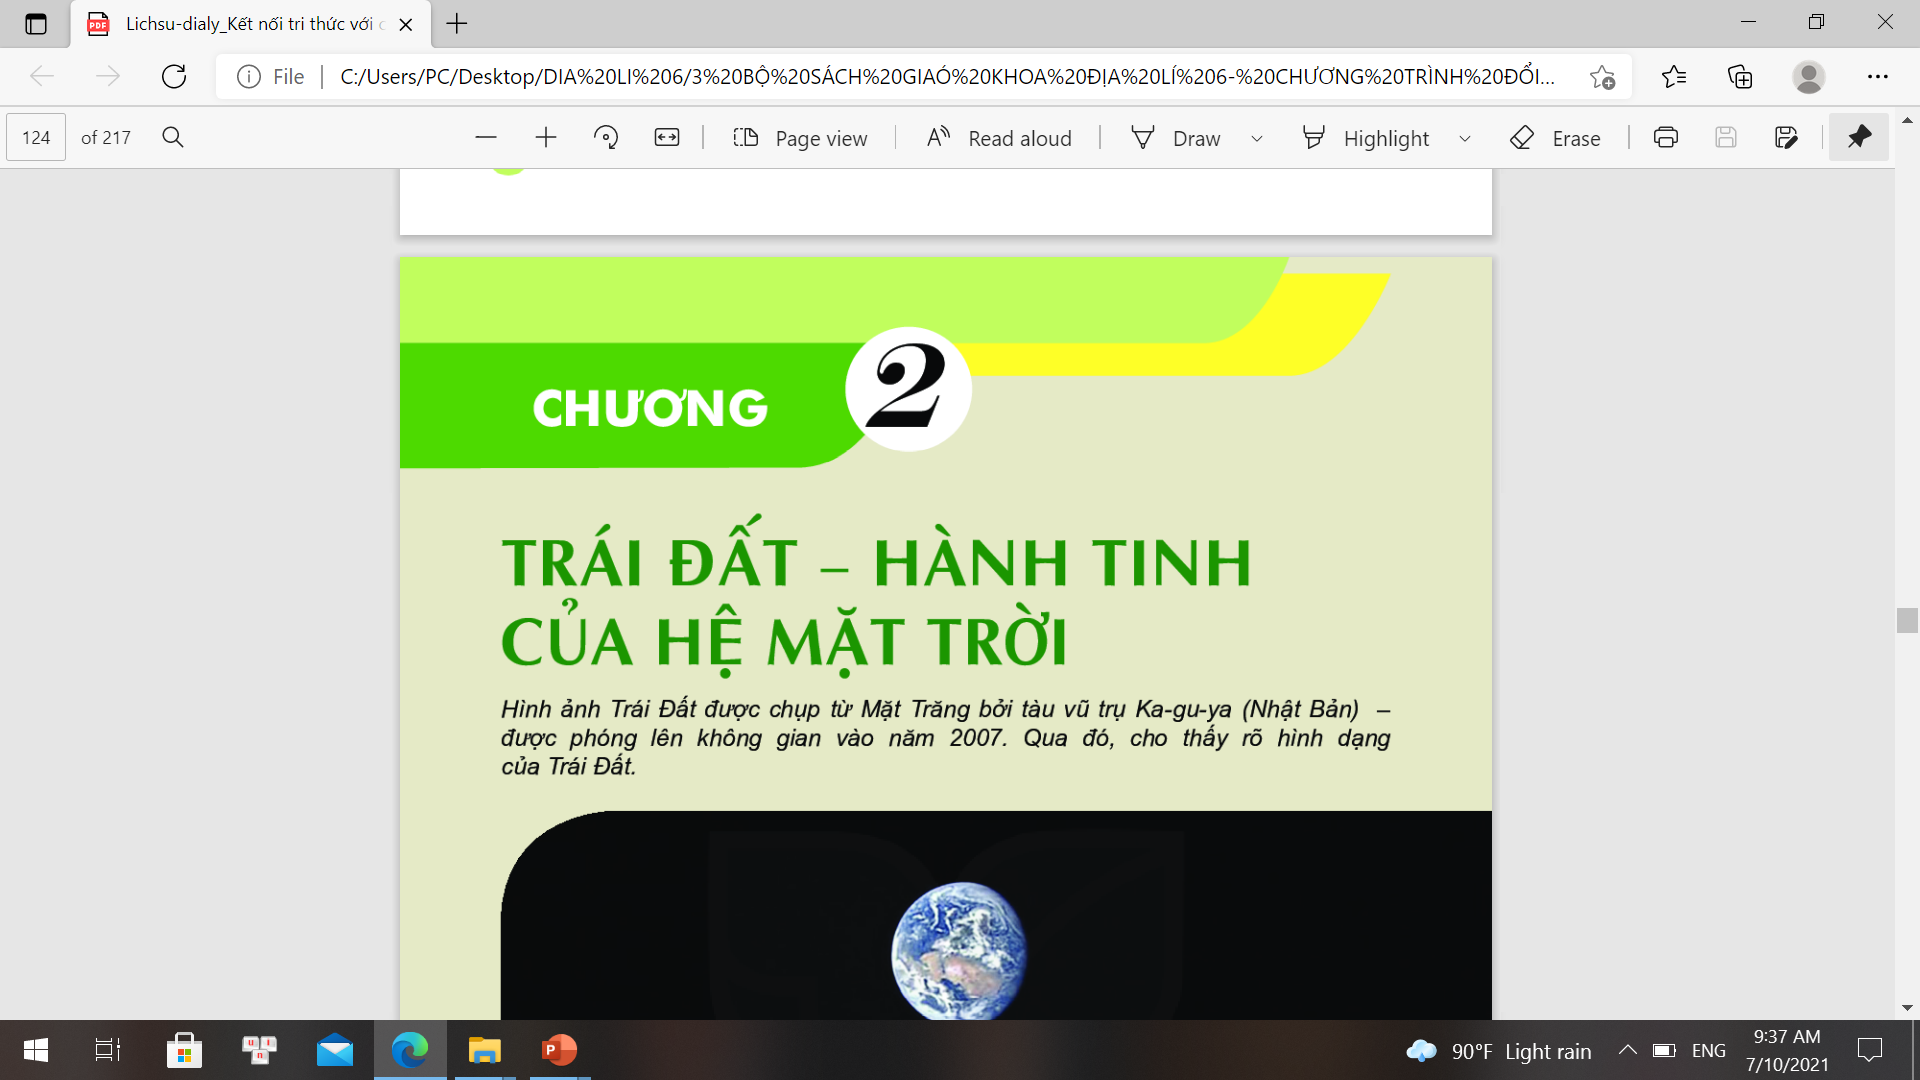 Lichsu-dialy_Kết nối tri thức với c
File
C:/Users/PC/Desktop/DIA%20LI%206/3%20BỘ%20SÁCH%20GIAÓ%20KHOA%20ĐỊA%20LÍ%206-%20CHƯƠNG%20TRÌNH%20ĐỔI...
124 of 217 Page view Read aloud Draw Highlight Erase
CHƯƠNG 2
TRÁI ĐẤT – HÀNH TINH
CỦA HỆ MẶT TRỜI
Hình ảnh Trái Đất được chụp từ Mặt Trăng bởi tàu vũ trụ Ka-gu-ya (Nhật Bản) –
được phóng lên không gian vào năm 2007. Qua đó, cho thấy rõ hình dạng
của Trái Đất.
90°F Light rain ENG
9:37 AM
7/10/2021